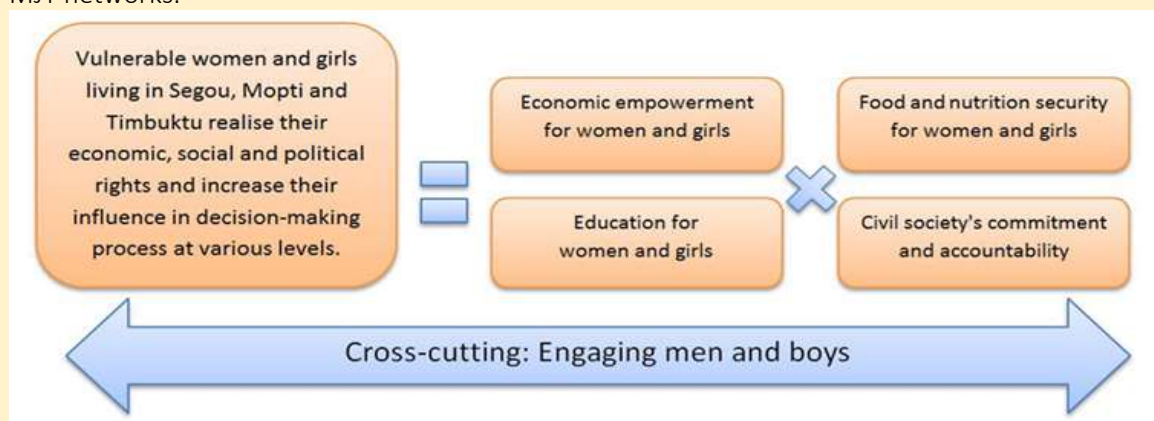 Vulnerable women and girls
living in Segou, Mopti and
Timbuktu realise their
economic, social and political
rights and increase their
influence in decision-making
process at various levels.
Economic empowerment
for women and girls
Food and nutrition security
for women and girls
Education for
women and girls
Civil society's commitment
and accountability
Cross-cutting: Engaging men and boys